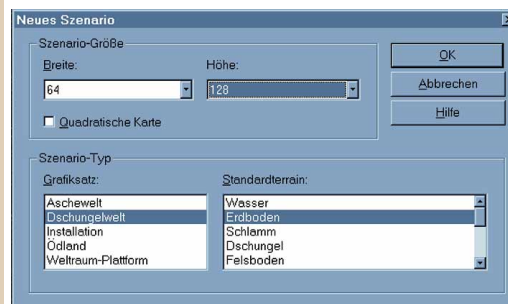 Neues Szenario
Szenario-Größe
Breite:
Höhe:
64
128
Quadratische Karte
OK
Abbrechen
Hilfe
Szenario-Typ
Grafiksatz:
Standardterrain:
Aschewelt
Dschungelwelt
Installation
Ödland
Weltraum-Plattform
Wasser
Erdboden
Schlamm
Dschungel
Felsboden